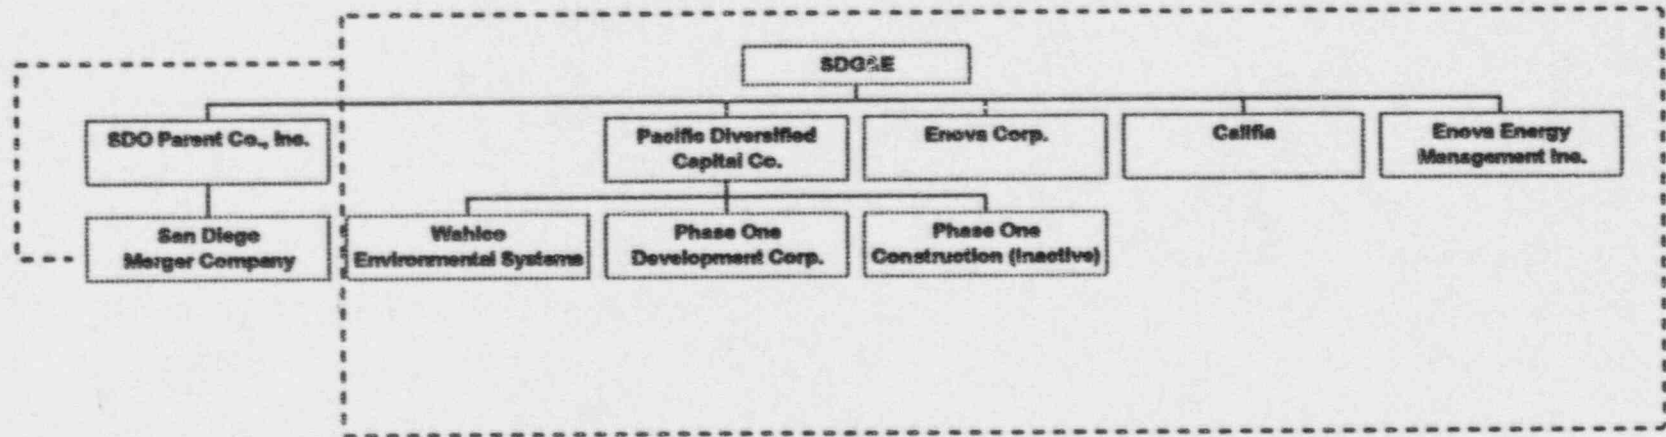 SDG&E
SDO Parent Co., Inc.
Pacific Diversified
Capital Co.
Enova Corp.
Califia
Enova Energy
Management Inc.
San Diego
Merger Company
Wahlco
Environmental Systems
Phase One
Development Corp.
Phase One
Construction (Inactive)